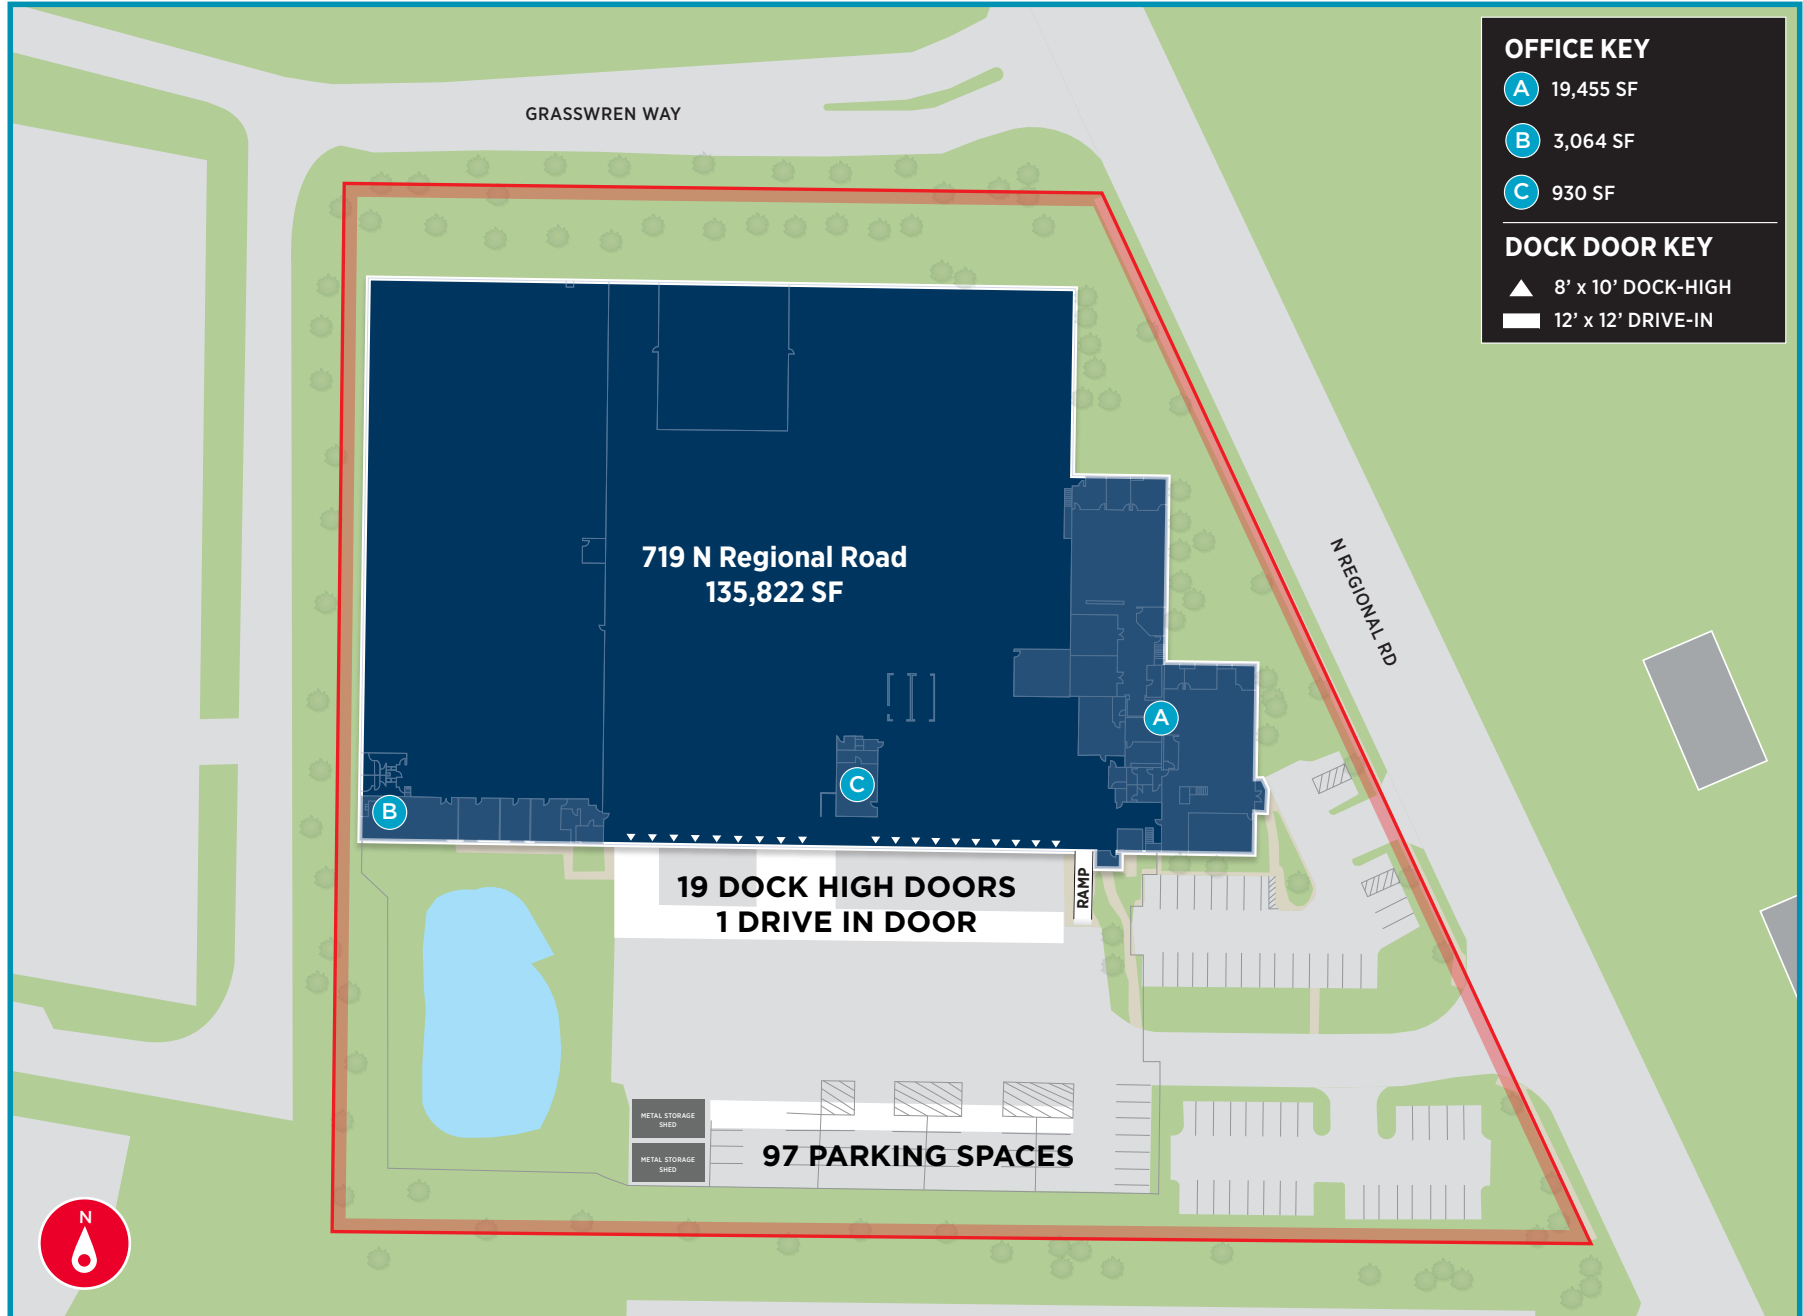 GRASSWREN WAY
OFFICE KEY
A 19,455 SF
B 3,064 SF
C 930 SF
DOCK DOOR KEY
8’ x 10’ DOCK-HIGH
12’ x 12’ DRIVE-IN
719 N Regional Road
135,822 SF
N REGIONAL RD
A
B
C
19 DOCK HIGH DOORS
1 DRIVE IN DOOR
RAMP
METAL STORAGE
SHED
METAL STORAGE
SHED
97 PARKING SPACES
N